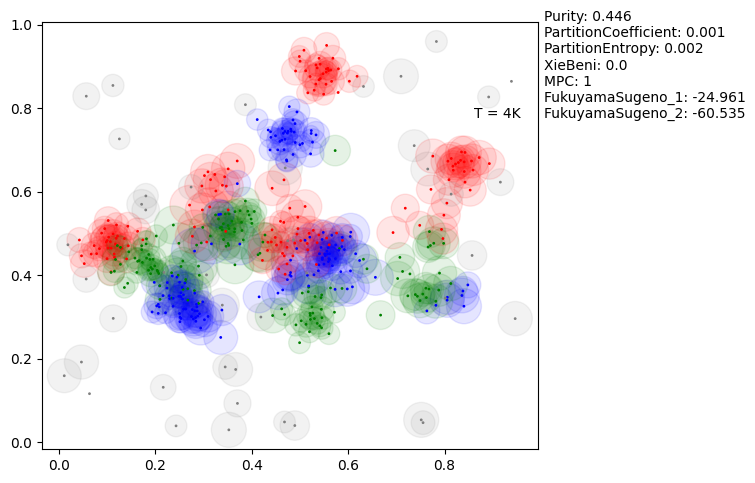 Purity: 0.446
PartitionCoefficient: 0.001
PartitionEntropy: 0.002
XieBeni: 0.0
MPC: 1
FukuyamaSugeno_1: -24.961
FukuyamaSugeno_2: -60.535
T = 4K
1.0
0.8
0.6
0.4
0.2
0.0
0.0 0.2 0.4 0.6 0.8